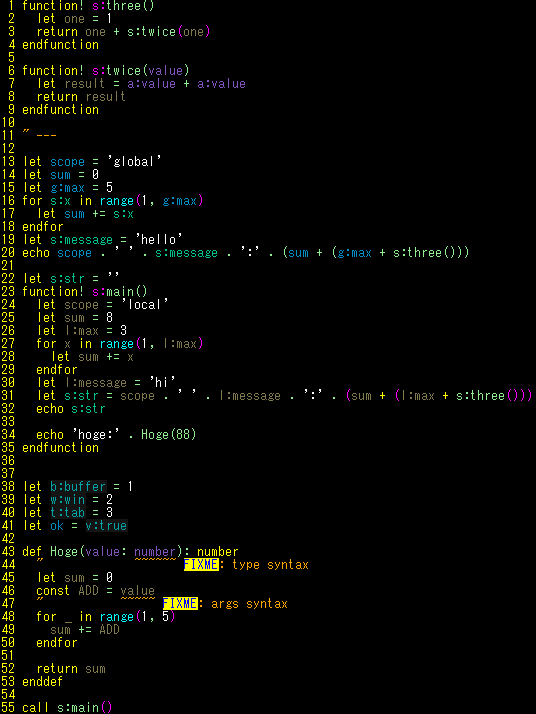 1 function! s:three()
2   let one = 1
3   return one + s:twice(one)
4 endfunction
5
6 function! s:twice(value)
7   let result = a:value + a:value
8   return result
9 endfunction
10
11 " ---
12
13 let scope = 'global'
14 let sum = 0
15 let g:max = 5
16 for s:x in range(1, g:max)
17   let sum += s:x
18 endfor
19 let s:message = 'hello'
20 echo scope . ' ' . s:message . ':' . (sum + (g:max + s:three()))
21
22 let s:str = ''
23 function! s:main()
24   let scope = 'local'
25   let sum = 8
26   let l:max = 3
27   for x in range(1, l:max)
28     let sum += x
29   endfor
30   let l:message = 'hi'
31   let s:str = scope . ' ' . l:message . ':' . (sum + (l:max + s:three()))
32   echo s:str
33
34   echo 'hoge:' . Hoge(88)
35 endfunction
36
37
38 let b:buffer = 1
39 let w:win = 2
40 let t:tab = 3
41 let ok = v:true
42
43 def Hoge(value: number): number
44   "              ~~~~~~ FIXME: type syntax
45   let sum = 0
46   const ADD = value
47   "           ~~~~~ FIXME: args syntax
48   for _ in range(1, 5)
49     sum += ADD
50   endfor
51
52   return sum
53 enddef
54
55 call s:main()